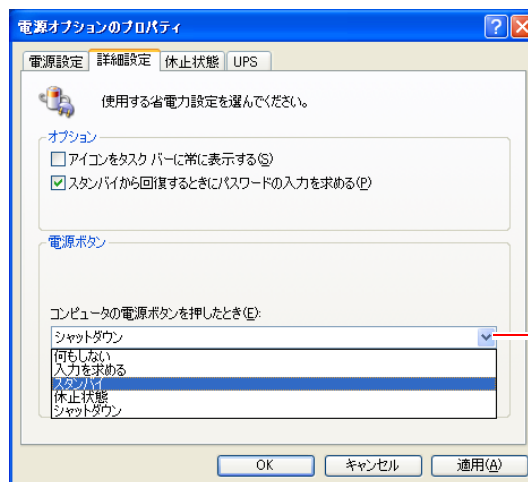 電源オプションのプロパティ
電源設定 詳細設定 休止状態 UPS
使用する省電力設定を選んでください。
オプション
アイコンをタスク バーに常に表示する(S)
スタンバイから回復するときにパスワードの入力を求める(P)
電源ボタン
コンピュータの電源ボタンを押したとき(E):
シャットダウン
何もしない
入力を求める
スタンバイ
休止状態
シャットダウン
OK キャンセル 適用(A)